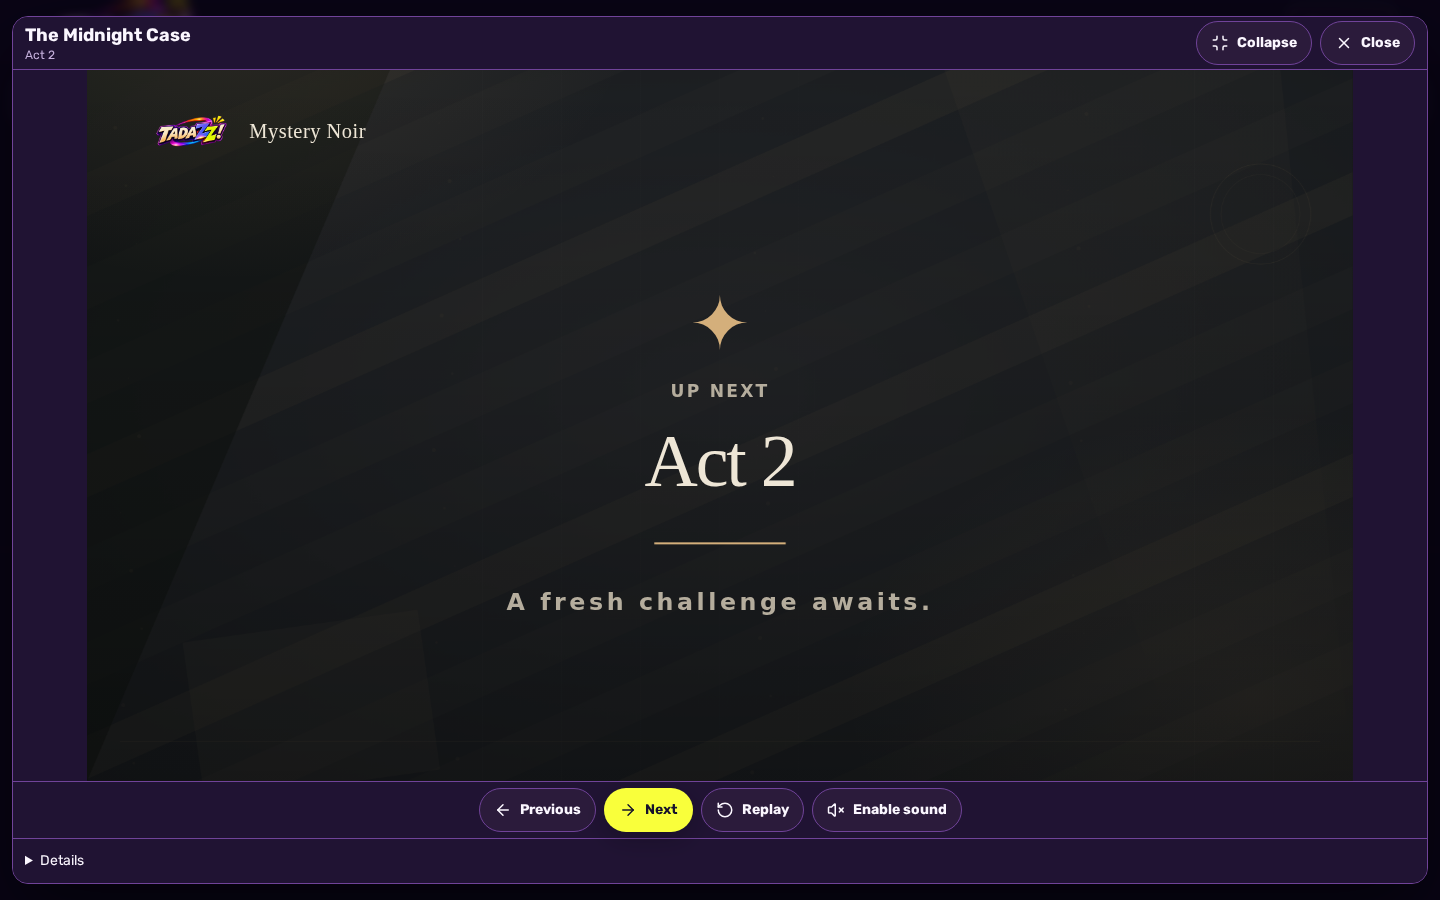 The Midnight Case
Act 2
Collapse
Close
TADAZZ!
Mystery Noir
UP NEXT
Act 2
A fresh challenge awaits.
Previous
Next
Replay
Enable sound
Details